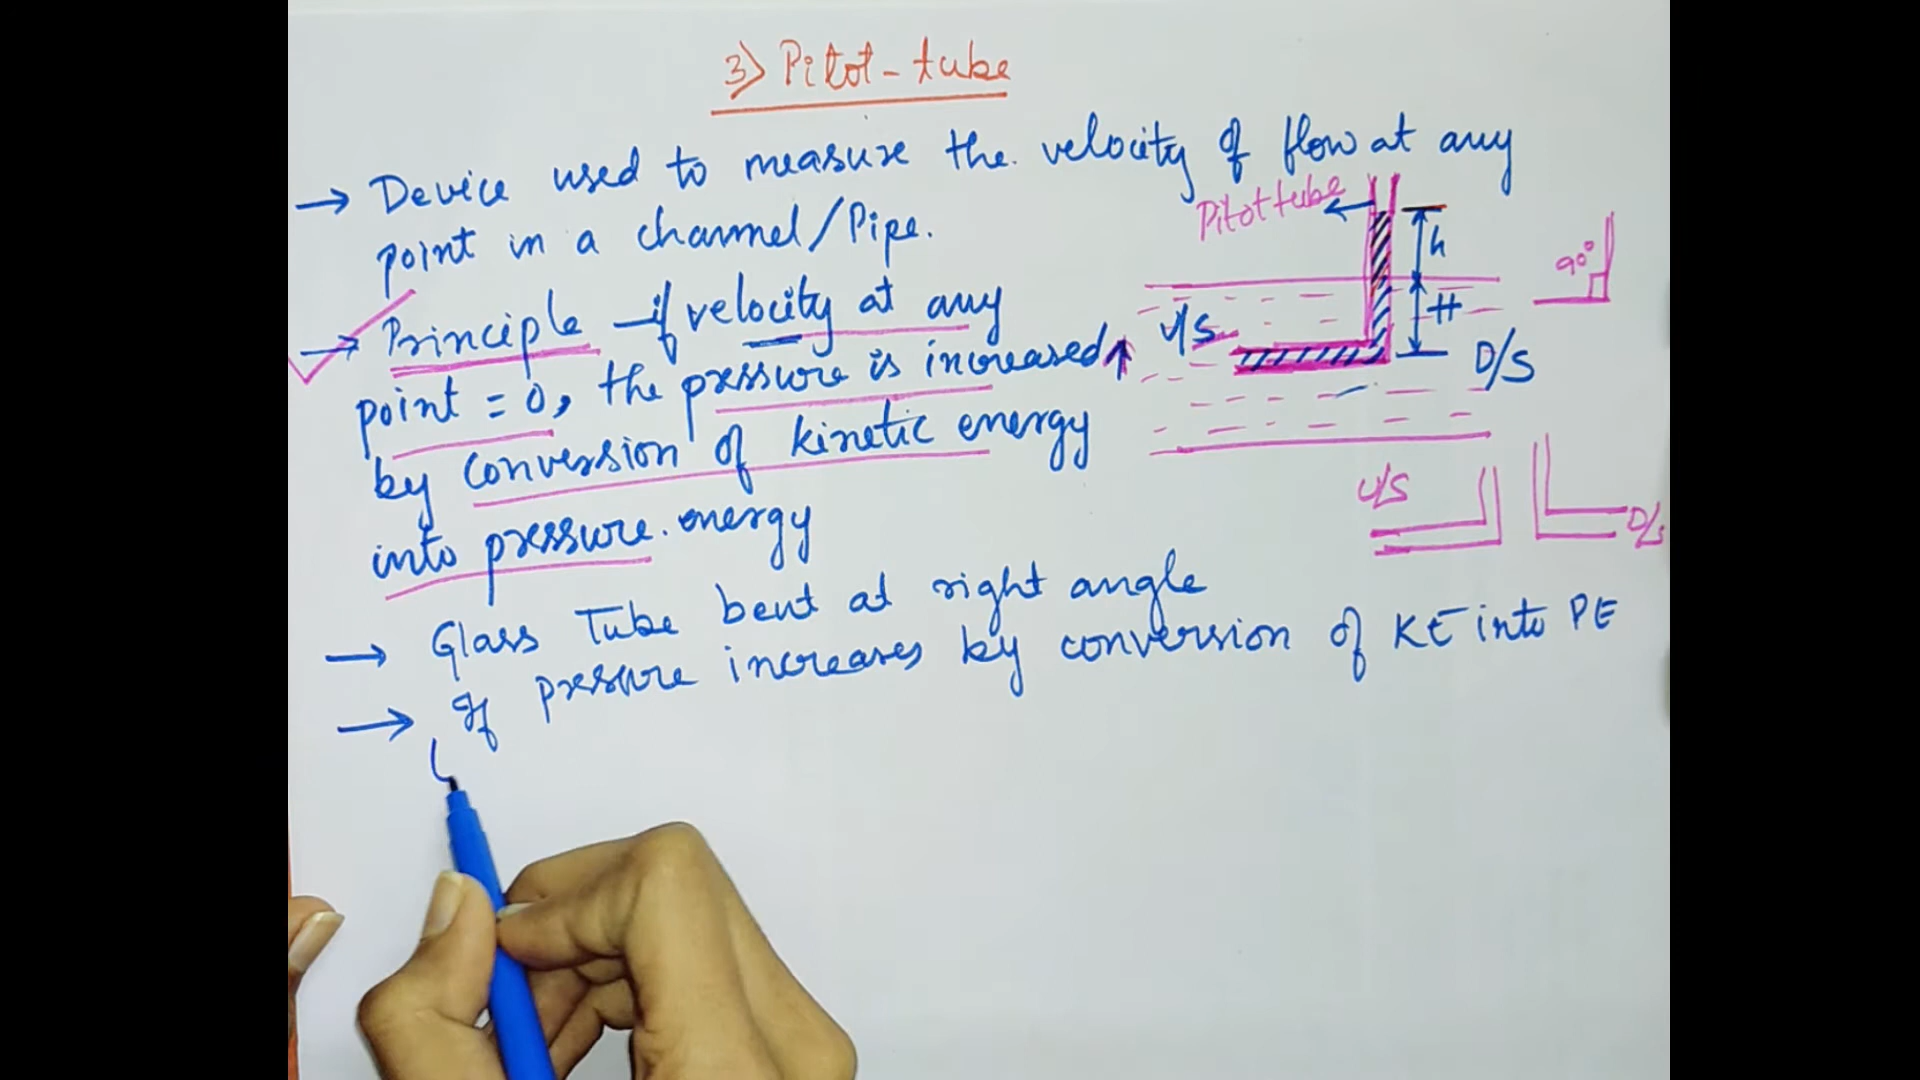 3) Pitot-tube
→ Device used to measure the velocity of flow at any
point in a channel/Pipe.
Pitot tube
h
90°
→ Principle - if velocity at any
U/S
H
D/S
point = 0, the pressure is increased ↑
by conversion of kinetic energy
into pressure energy
U/S
D/S
→ Glass Tube bent at right angle
→ If pressure increases by conversion of KE into PE